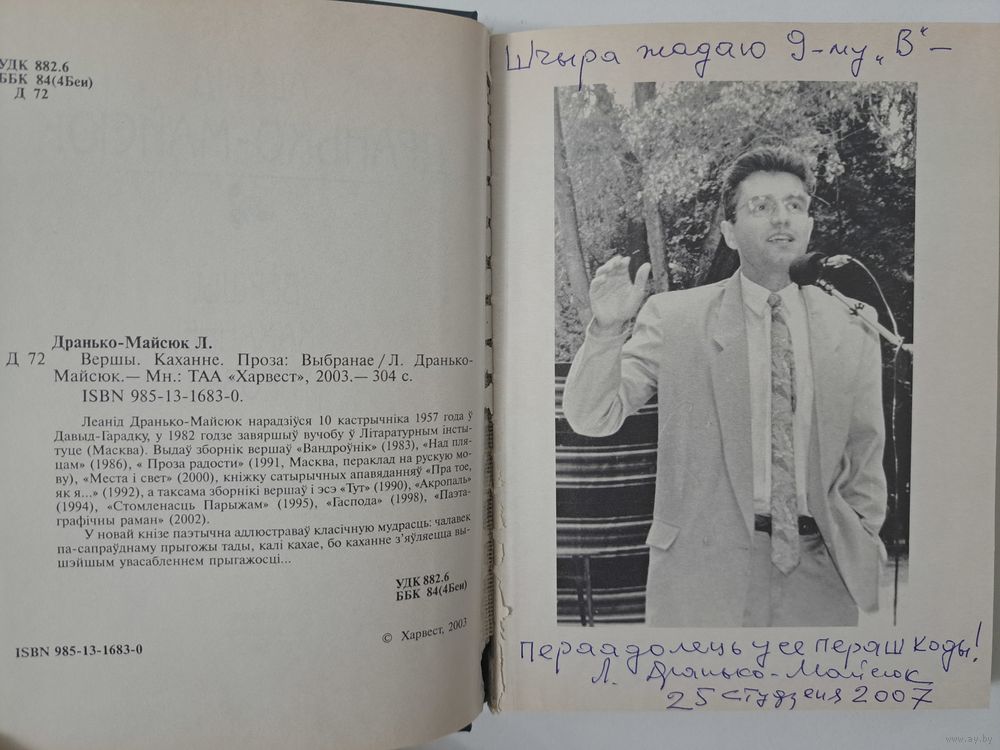 УДК 882.6
ББК 84(4Беи)
Д 72
Дранько-Майсюк Л.
Д 72 Вершы. Каханне. Проза: Выбранае/Л. Дранько-
Майсюк.— Мн.: ТАА «Харвест», 2003.— 304 с.
ISBN 985-13-1683-0.
Леанід Дранько-Майсюк нарадзіўся 10 кастрычніка 1957 года ў
Давыд-Гарадку, у 1982 годзе завяршыў вучобу ў Літаратурным інсты-
туце (Масква). Выдаў зборнік вершаў «Вандроўнік» (1983), «Над пля-
цам» (1986), « Проза радости» (1991, Масква, пераклад на рускую мо-
ву), «Места і свет» (2000), кніжку сатырычных апавяданняў «Пра тое,
як я...» (1992), а таксама зборнікі вершаў і эсэ «Тут» (1990), «Акропаль»
(1994), «Стомленасць Парыжам» (1995), «Гаспода» (1998), «Паэта-
графічны раман» (2002).
У новай кнізе паэтычна адлюстраваў класічную мудрасць: чалавек
па-сапраўднаму прыгожы тады, калі кахае, бо каханне з'яўляецца вы-
шэйшым увасабленнем прыгажосці...
УДК 882.6
ББК 84(4Беи)
ISBN 985-13-1683-0
© Харвест, 2003
Шчыра жадаю 9-му „В“ –
пераадолець усе перашкоды!
Л. Дранько-Майсюк
25 студзеня 2007
www.ay.by